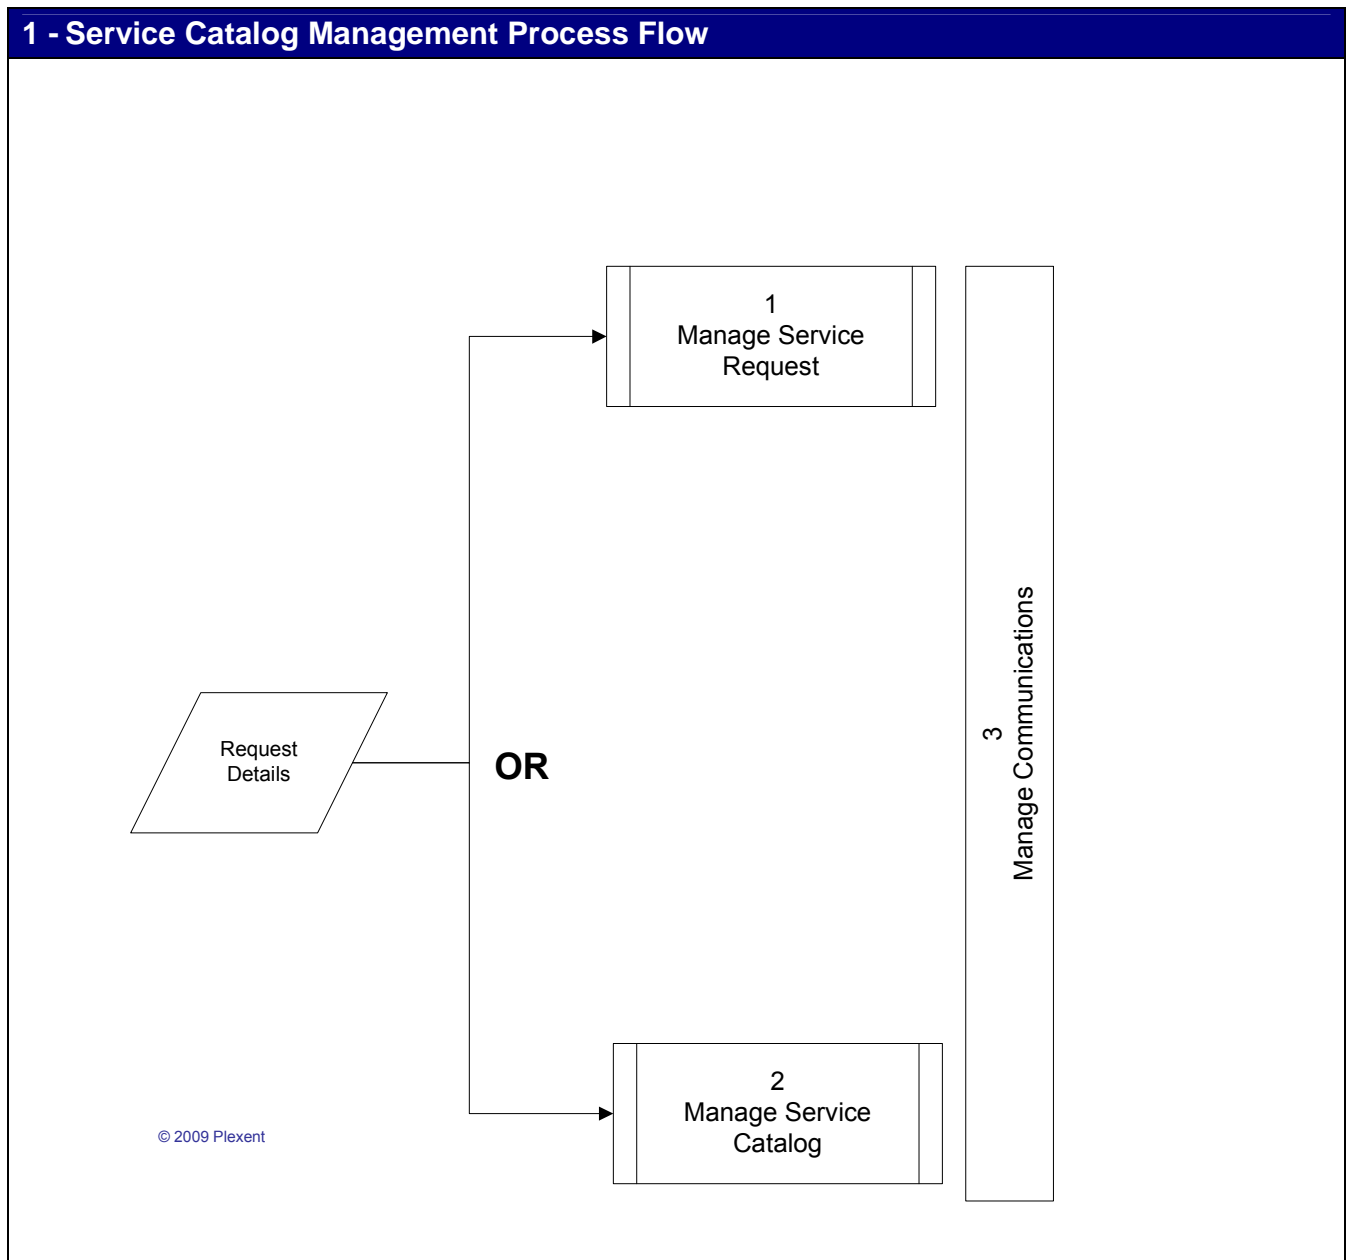 1 - Service Catalog Management Process Flow
1
Manage Service
Request
Request
Details
OR
3
Manage Communications
2
Manage Service
Catalog
© 2009 Plexent